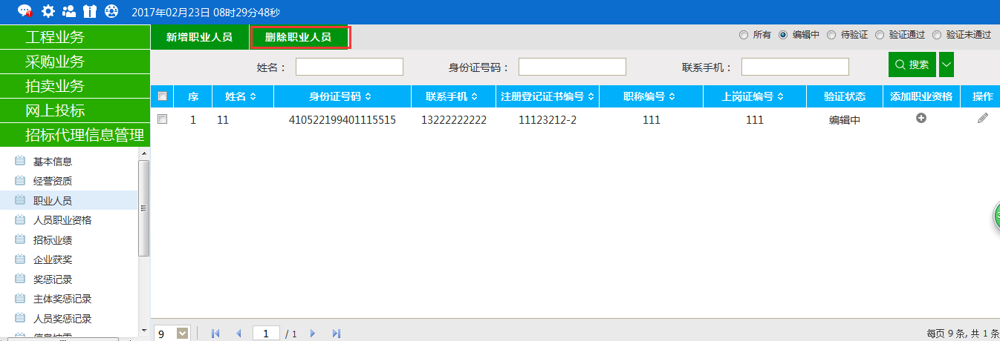 2017年02月23日 08时29分48秒
工程业务
采购业务
拍卖业务
网上投标
招标代理信息管理
基本信息
经营资质
职业人员
人员职业资格
招标业绩
企业获奖
奖惩记录
主体奖惩记录
人员奖惩记录
新增职业人员 删除职业人员 所有 编辑中 待验证 验证通过 验证未通过
姓名： 身份证号码： 联系手机： 搜索
序 姓名 身份证号码 联系手机 注册登记证书编号 职称编号 上岗证编号 验证状态 添加职业资格 操作
1 11 410522199401115515 13222222222 11123212-2 111 111 编辑中
9 1 / 1 每页 9 条, 共 1 条